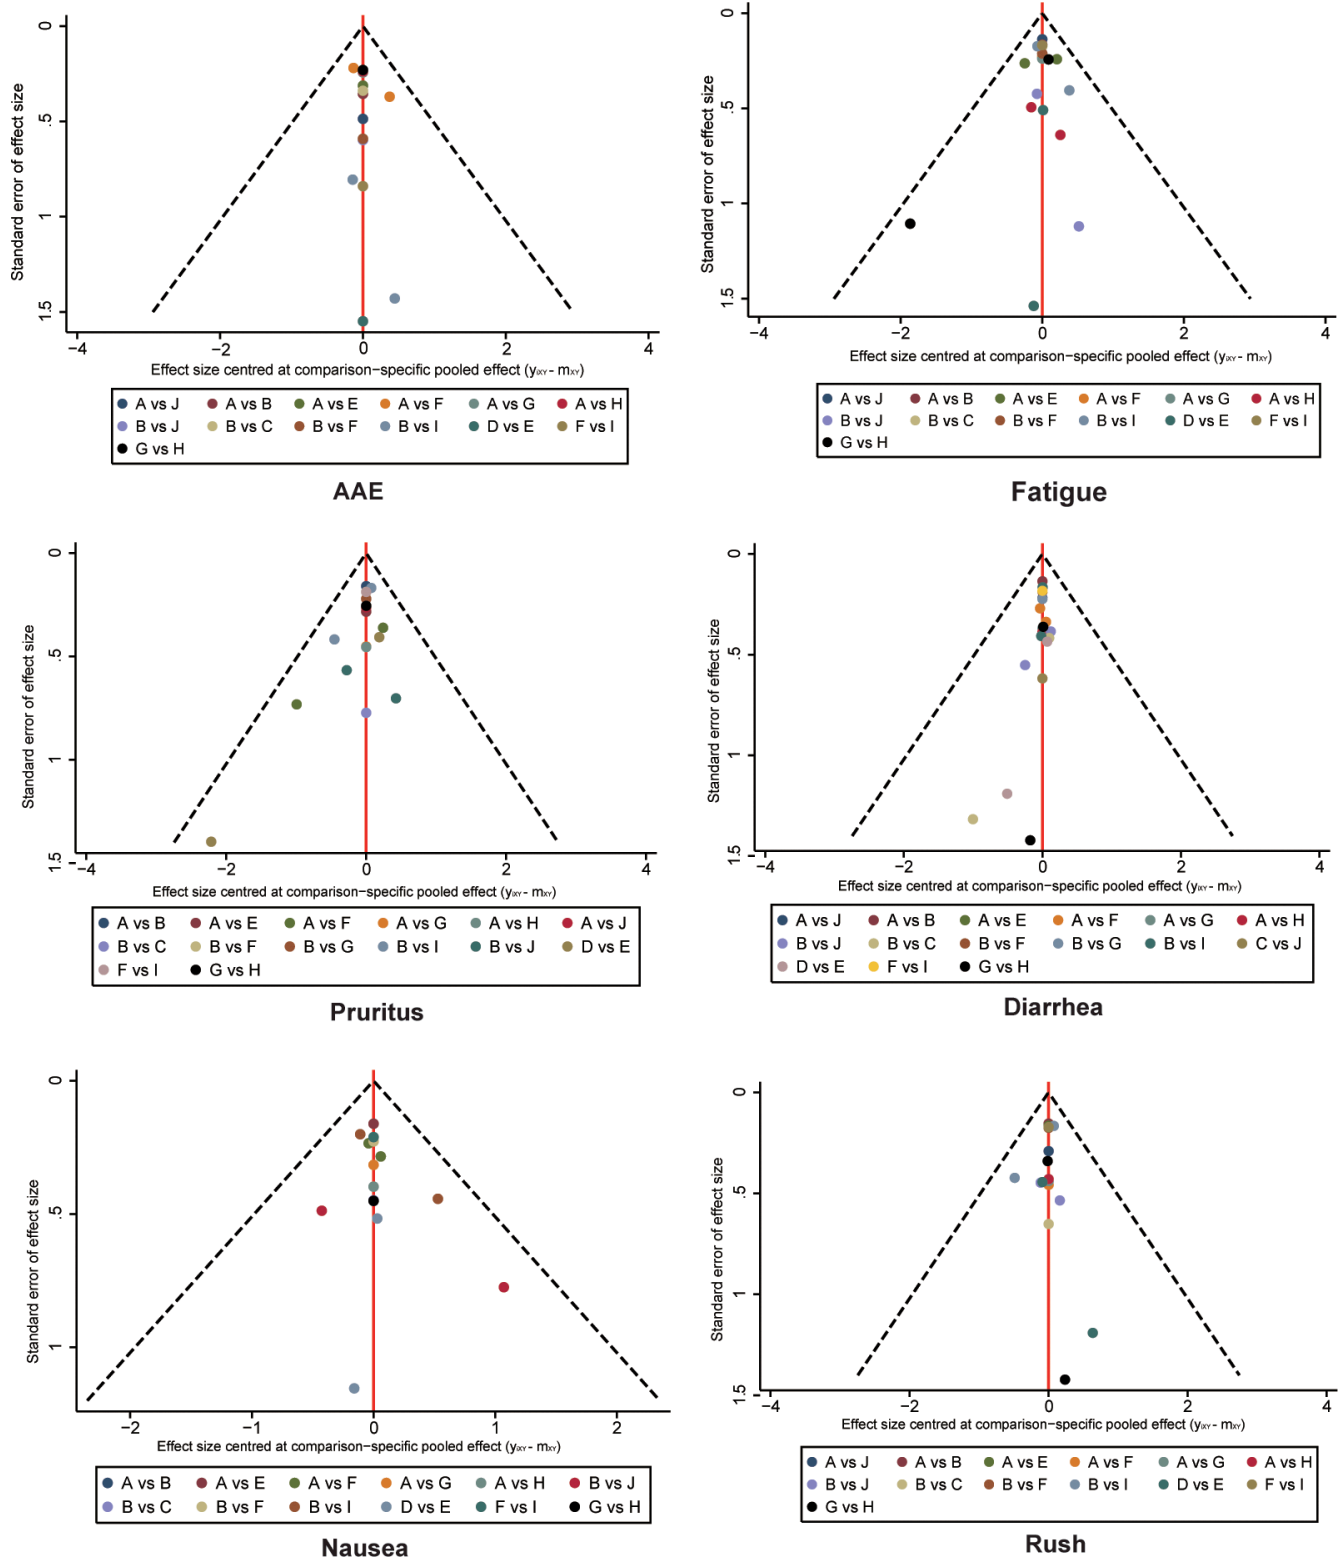 0
.5
1
1.5
Standard error of effect size
−4 −2 0 2 4
Effect size centred at comparison−specific pooled effect (yiXY - mXY)
A vs J A vs B A vs E A vs F A vs G A vs H
B vs J B vs C B vs F B vs I D vs E F vs I
G vs H
AAE
0
.5
1
1.5
Standard error of effect size
−4 −2 0 2 4
Effect size centred at comparison−specific pooled effect (yiXY - mXY)
A vs J A vs B A vs E A vs F A vs G A vs H
B vs J B vs C B vs F B vs I D vs E F vs I
G vs H
Fatigue
0
.5
1
1.5
Standard error of effect size
−4 −2 0 2 4
Effect size centred at comparison−specific pooled effect (yiXY - mXY)
A vs B A vs E A vs F A vs G A vs H A vs J
B vs C B vs F B vs G B vs I B vs J D vs E
F vs I G vs H
Pruritus
0
.5
1
1.5
Standard error of effect size
−4 −2 0 2 4
Effect size centred at comparison−specific pooled effect (yiXY - mXY)
A vs J A vs B A vs E A vs F A vs G A vs H
B vs J B vs C B vs F B vs G B vs I C vs J
D vs E F vs I G vs H
Diarrhea
0
.5
1
Standard error of effect size
−2 −1 0 1 2
Effect size centred at comparison−specific pooled effect (yiXY - mXY)
A vs B A vs E A vs F A vs G A vs H B vs J
B vs C B vs F B vs I D vs E F vs I G vs H
Nausea
0
.5
1
1.5
Standard error of effect size
−4 −2 0 2 4
Effect size centred at comparison−specific pooled effect (yiXY - mXY)
A vs J A vs B A vs E A vs F A vs G A vs H
B vs J B vs C B vs F B vs I D vs E F vs I
G vs H
Rush